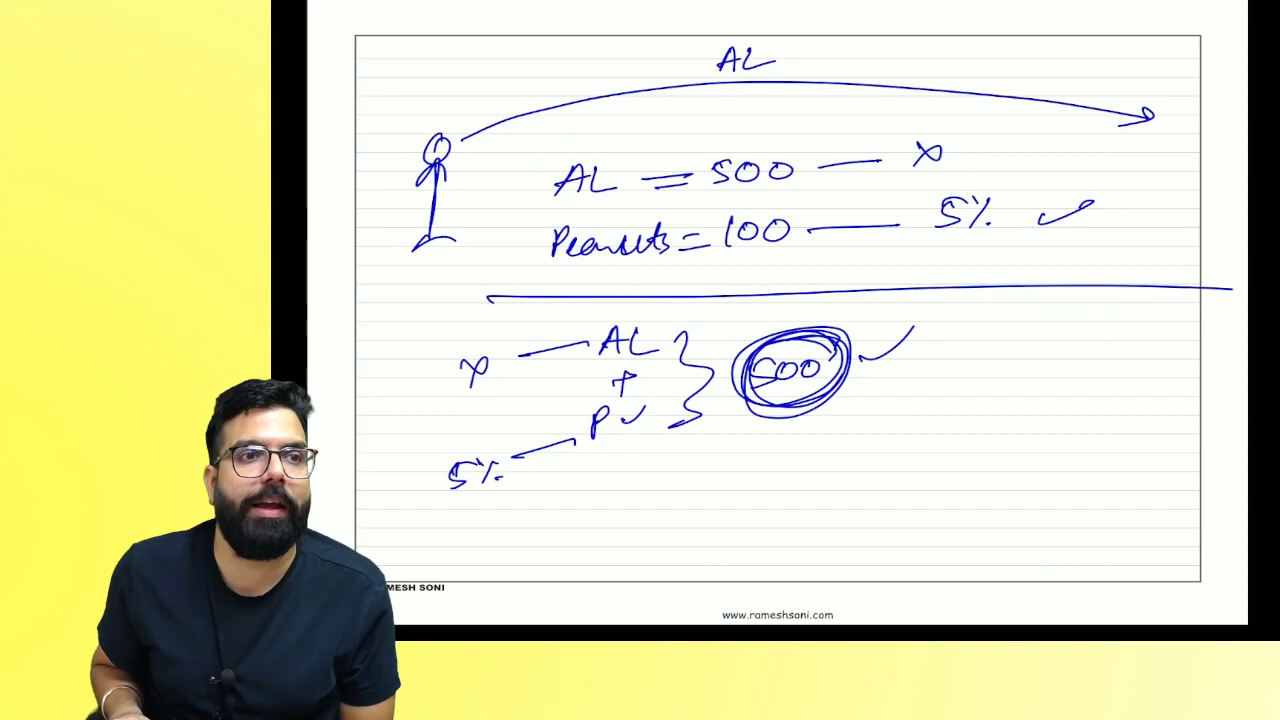 AL
AL = 500 — x
Peanuts = 100 — 5% ✓
x — AL
+
P ✓
500 ✓
5%
MESH SONI
www.rameshsoni.com